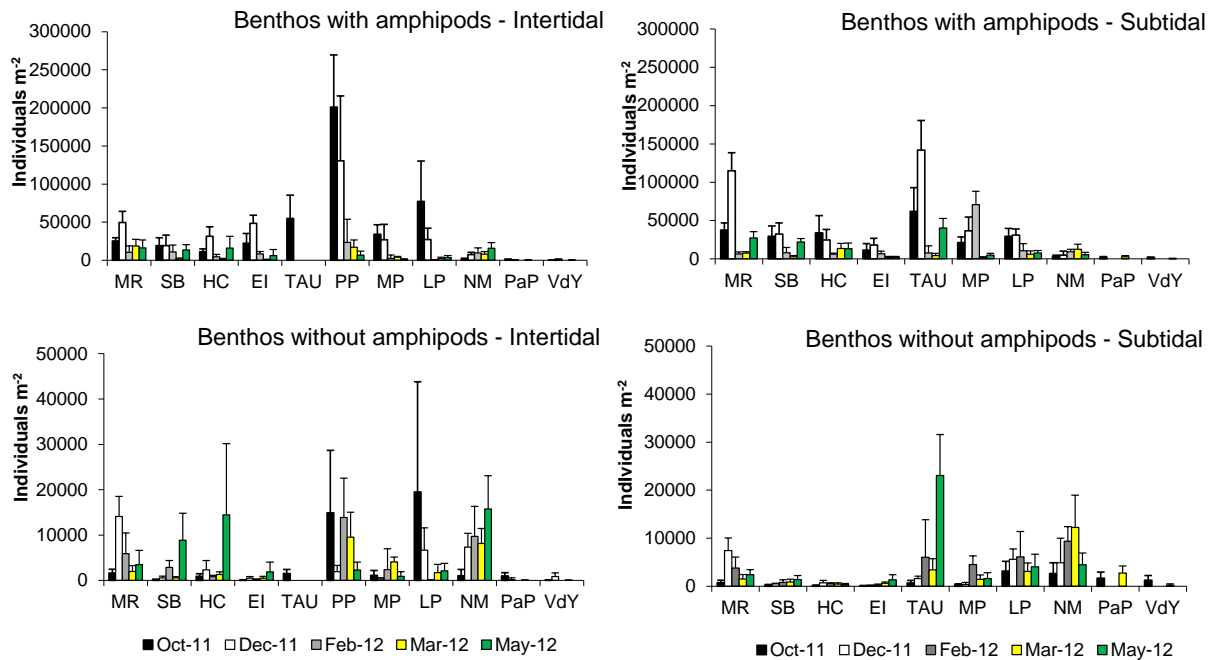 Benthos with amphipods - Intertidal
Individuals m-2
300000
250000
200000
150000
100000
50000
0
MR SB HC EI TAU PP MP LP NM PaP VdY
Benthos with amphipods - Subtidal
Individuals m-2
300000
250000
200000
150000
100000
50000
0
MR SB HC EI TAU MP LP NM PaP VdY
Benthos without amphipods - Intertidal
Individuals m-2
50000
40000
30000
20000
10000
0
MR SB HC EI TAU PP MP LP NM PaP VdY
Oct-11 Dec-11 Feb-12 Mar-12 May-12
Benthos without amphipods - Subtidal
Individuals m-2
50000
40000
30000
20000
10000
0
MR SB HC EI TAU MP LP NM PaP VdY
Oct-11 Dec-11 Feb-12 Mar-12 May-12